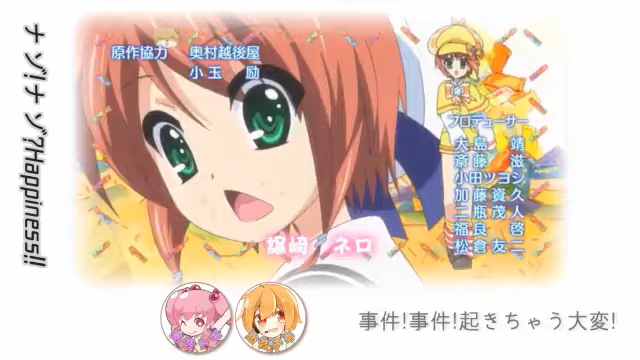 ナゾ!ナゾ?Happiness!!
原作協力 奥村越後屋
小玉 励
プロデューサー
大島 靖
斎藤 滋
小田ツヨシ
加藤資久
二瓶茂人
福良 啓
松倉友二
譲崎 ネロ
事件!事件!起きちゃう大変!